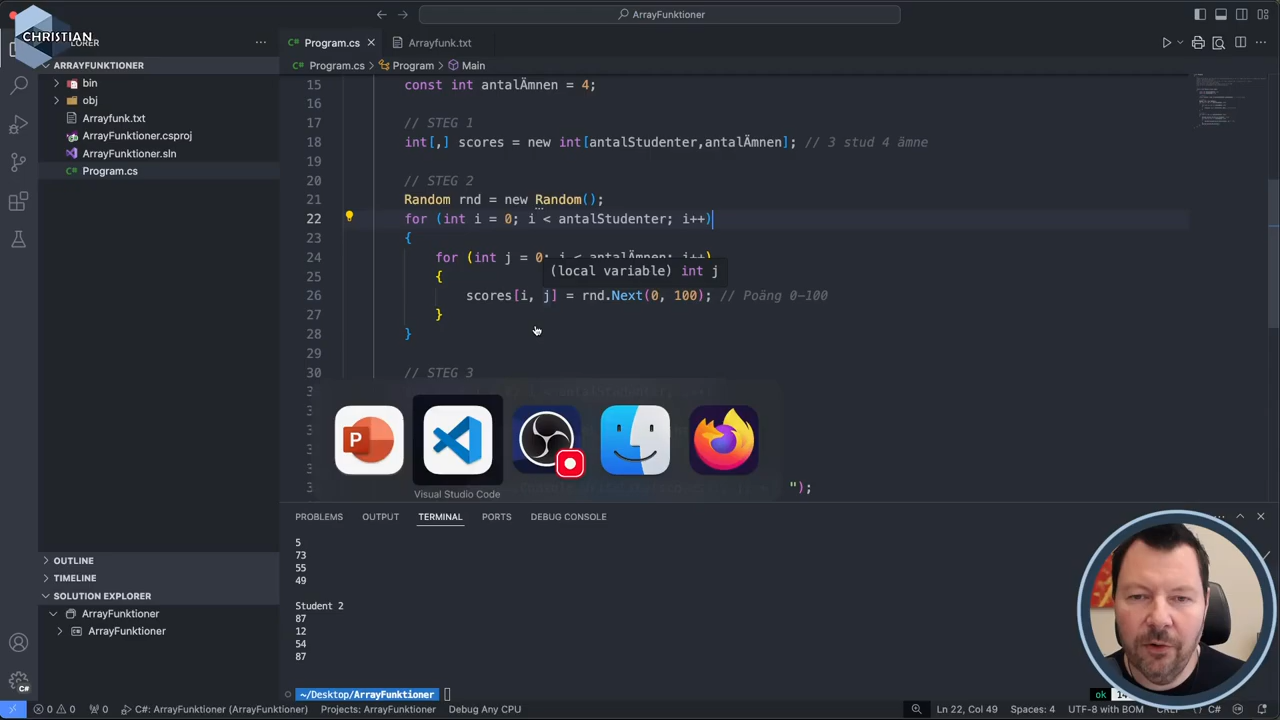 CHRISTIAN
ArrayFunktioner
Program.cs
Arrayfunk.txt
Program.cs > Program > Main
ARRAYFUNKTIONER
bin
obj
Arrayfunk.txt
ArrayFunktioner.csproj
ArrayFunktioner.sln
Program.cs
15 const int antalÄmnen = 4;
16
17 // STEG 1
18 int[,] scores = new int[antalStudenter,antalÄmnen]; // 3 stud 4 ämne
19
20 // STEG 2
21 Random rnd = new Random();
22 for (int i = 0; i < antalStudenter; i++)
23 {
24 for (int j = 0; j < antalÄmnen; j++)
(local variable) int j
25 {
26 scores[i, j] = rnd.Next(0, 100); // Poäng 0-100
27 }
28 }
29
30 // STEG 3
");
Visual Studio Code
PROBLEMS
OUTPUT
TERMINAL
PORTS
DEBUG CONSOLE
5
73
55
49
Student 2
87
12
54
87
~/Desktop/ArrayFunktioner
ok
OUTLINE
TIMELINE
SOLUTION EXPLORER
ArrayFunktioner
ArrayFunktioner
0 0 0 C#: ArrayFunktioner (ArrayFunktioner) Projects: ArrayFunktioner Debug Any CPU
Ln 22, Col 49 Spaces: 4 UTF-8 with BOM CRLF C#